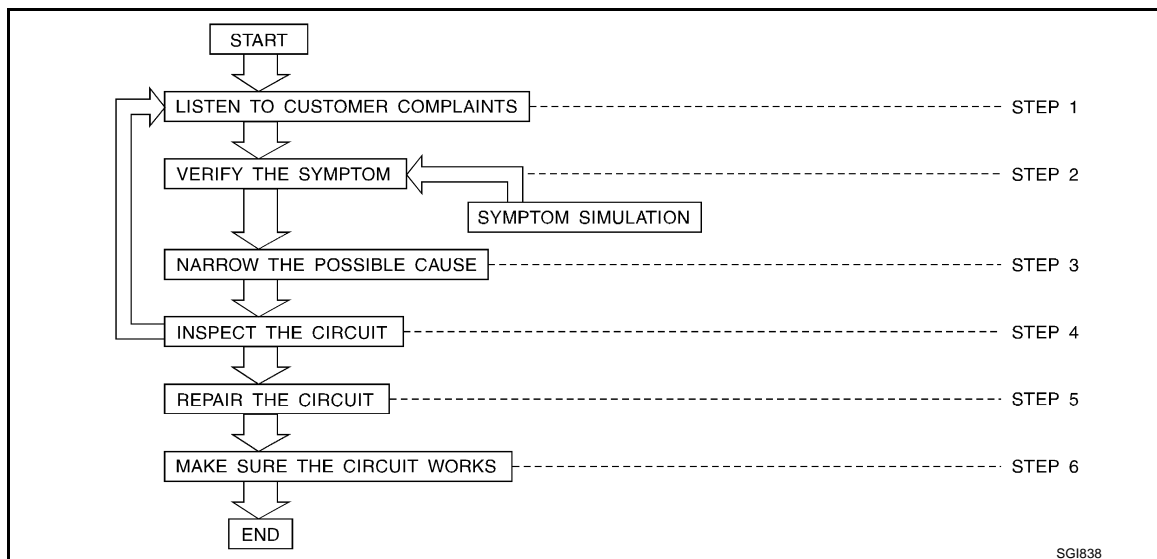 START
LISTEN TO CUSTOMER COMPLAINTS STEP 1
VERIFY THE SYMPTOM STEP 2
SYMPTOM SIMULATION
NARROW THE POSSIBLE CAUSE STEP 3
INSPECT THE CIRCUIT STEP 4
REPAIR THE CIRCUIT STEP 5
MAKE SURE THE CIRCUIT WORKS STEP 6
END
SGI838